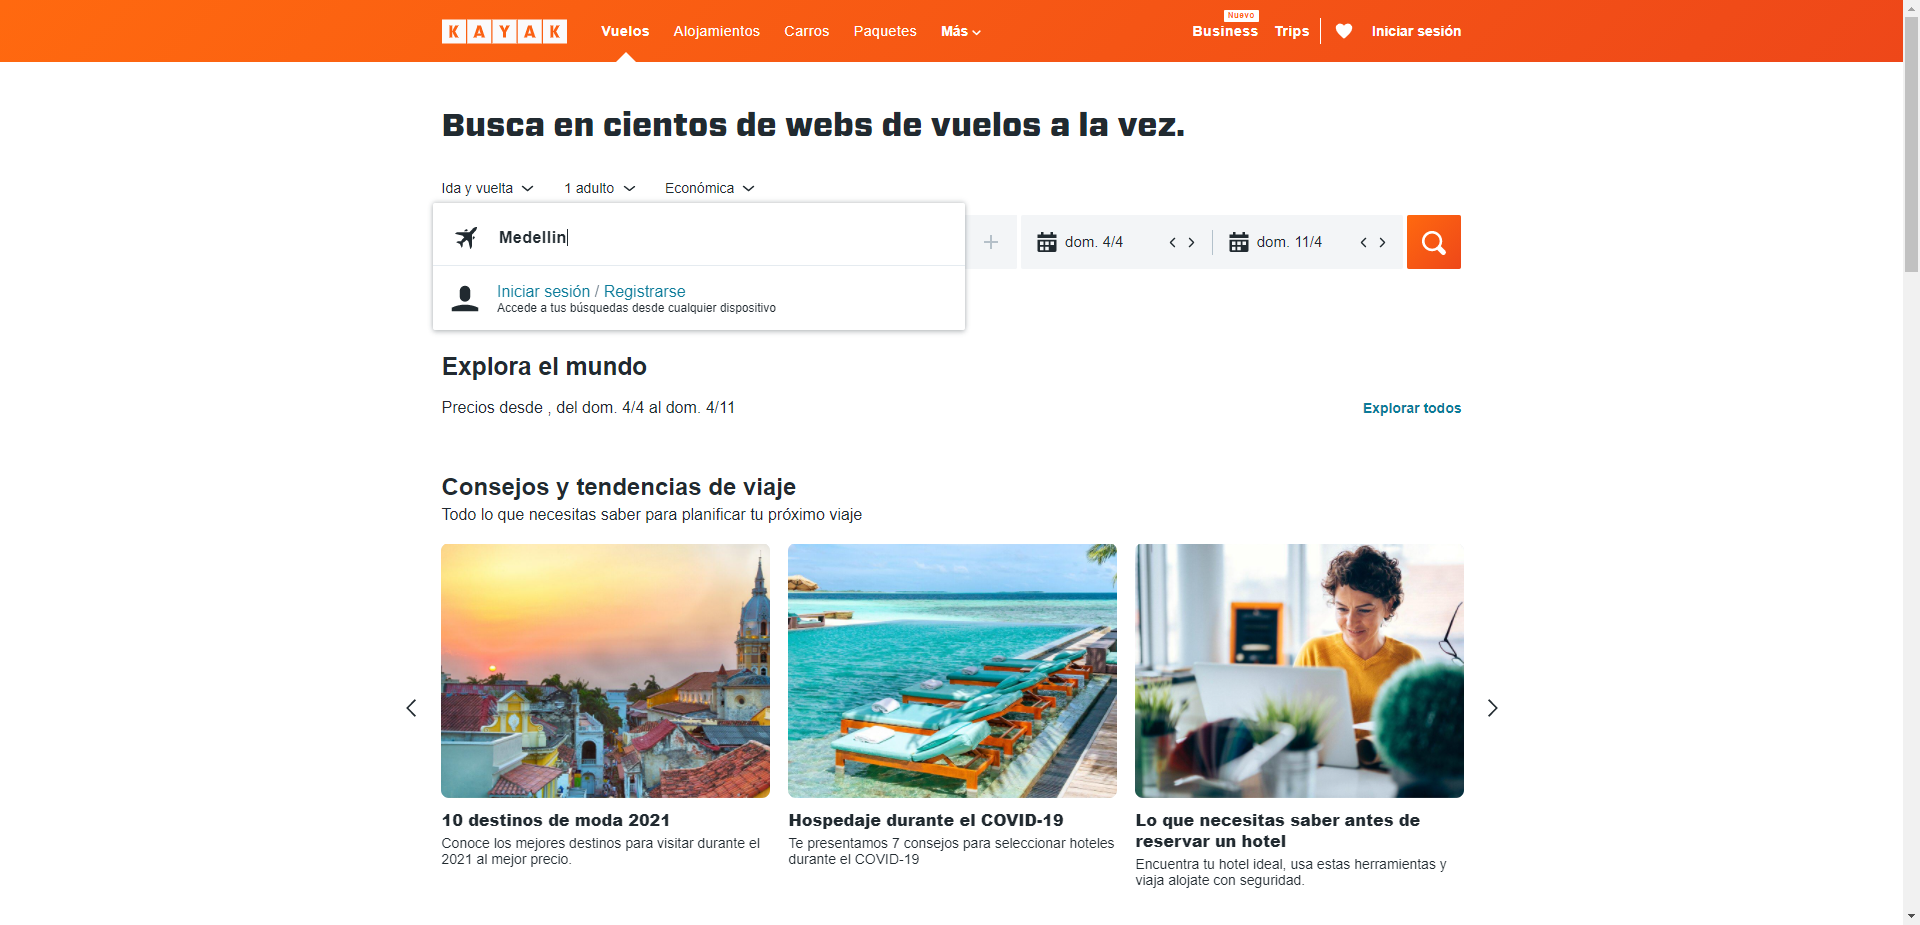 KAYAK
Vuelos Alojamientos Carros Paquetes Más
Nuevo
Business Trips Iniciar sesión
Busca en cientos de webs de vuelos a la vez.
Ida y vuelta 1 adulto Económica
Medellin
dom. 4/4 dom. 11/4
Iniciar sesión / Registrarse
Accede a tus búsquedas desde cualquier dispositivo
Explora el mundo
Precios desde , del dom. 4/4 al dom. 4/11
Explorar todos
Consejos y tendencias de viaje
Todo lo que necesitas saber para planificar tu próximo viaje
10 destinos de moda 2021
Conoce los mejores destinos para visitar durante el
2021 al mejor precio.
Hospedaje durante el COVID-19
Te presentamos 7 consejos para seleccionar hoteles
durante el COVID-19
Lo que necesitas saber antes de
reservar un hotel
Encuentra tu hotel ideal, usa estas herramientas y
viaja alojate con seguridad.